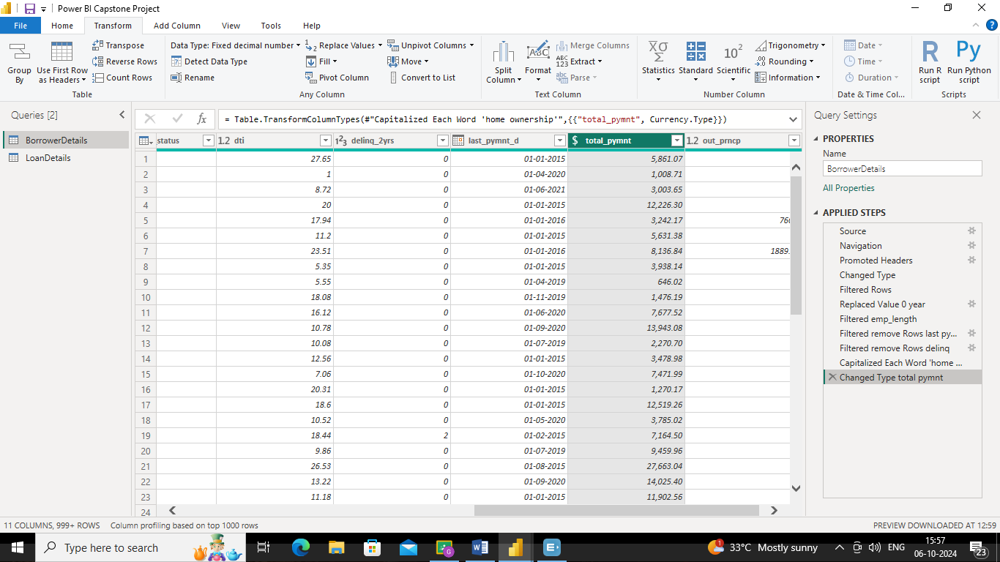 Power BI Capstone Project
File Home Transform Add Column View Tools Help
Group By
Use First Row as Headers
Transpose
Reverse Rows
Count Rows
Table
Data Type: Fixed decimal number
Detect Data Type
Rename
Replace Values
Fill
Pivot Column
Unpivot Columns
Move
Convert to List
Any Column
Split Column
ABC
Format
Merge Columns
ABC 123 Extract
abc Parse
Text Column
XΟ Σ
Statistics
Standard
10²
Scientific
Trigonometry
.00 Rounding
Information
Number Column
Date
Time
Duration
Date & Time Col...
R
Run R script
Py
Run Python script
Scripts
Queries [2]
BorrowerDetails
LoanDetails
fx = Table.TransformColumnTypes(#"Capitalized Each Word 'home ownership'",{{"total_pymnt", Currency.Type}})
status 1.2 dti 1²3 delinq_2yrs last_pymnt_d $ total_pymnt 1.2 out_prncp
1 27.65 0 01-01-2015 5,861.07
2 1 0 01-04-2020 1,008.71
3 8.72 0 01-06-2021 3,003.65
4 20 0 01-01-2015 12,226.30
5 17.94 0 01-01-2016 3,242.17 760
6 11.2 0 01-01-2015 5,631.38
7 23.51 0 01-01-2016 8,136.84 1889.
8 5.35 0 01-01-2015 3,938.14
9 5.55 0 01-04-2019 646.02
10 18.08 0 01-11-2019 1,476.19
11 16.12 0 01-06-2020 7,677.52
12 10.78 0 01-09-2020 13,943.08
13 10.08 0 01-07-2019 2,270.70
14 12.56 0 01-01-2015 3,478.98
15 7.06 0 01-10-2020 7,471.99
16 20.31 0 01-01-2015 1,270.17
17 18.6 0 01-01-2015 12,519.26
18 10.52 0 01-05-2020 3,785.02
19 18.44 2 01-02-2015 7,164.50
20 9.86 0 01-07-2019 9,459.96
21 26.53 0 01-08-2015 27,663.04
22 13.22 0 01-09-2020 14,025.40
23 11.18 0 01-01-2015 11,902.56
24
Query Settings
PROPERTIES
Name
BorrowerDetails
All Properties
APPLIED STEPS
Source
Navigation
Promoted Headers
Changed Type
Filtered Rows
Replaced Value 0 year
Filtered emp_length
Filtered remove Rows last py...
Filtered remove Rows delinq
Capitalized Each Word 'home ...
Changed Type total pymnt
11 COLUMNS, 999+ ROWS Column profiling based on top 1000 rows
PREVIEW DOWNLOADED AT 12:59
Type here to search
33°C Mostly sunny
ENG
15:57
06-10-2024
23